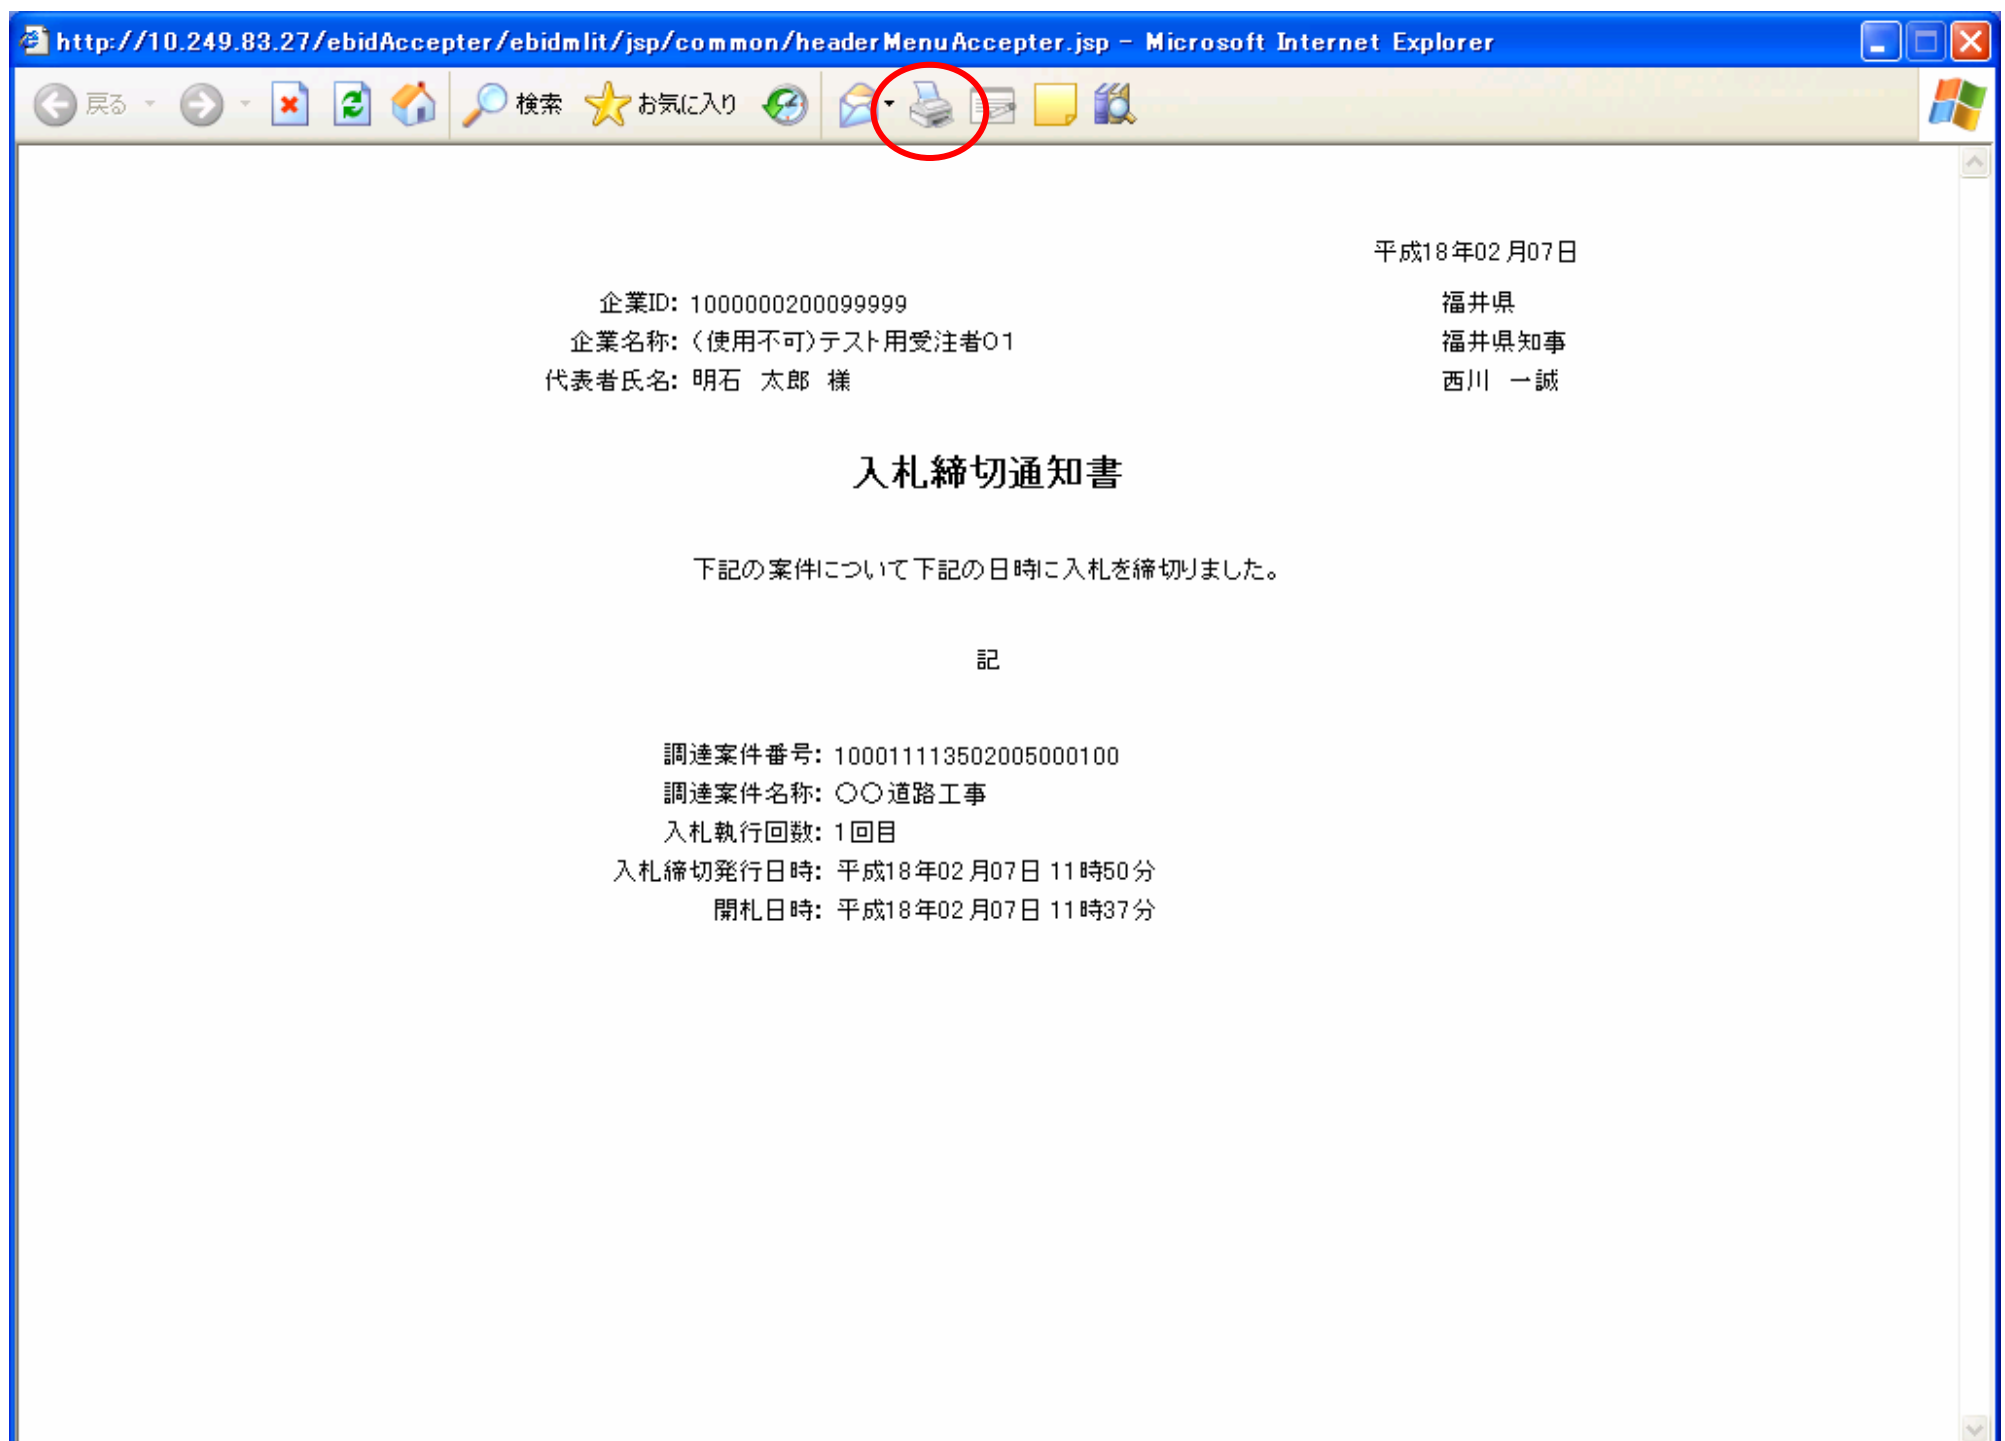 http://10.249.83.27/ebidAccepter/ebidmlit/jsp/common/headerMenuAccepter.jsp - Microsoft Internet Explorer
戻る 検索 お気に入り
平成18年02月07日
企業ID: 1000000200099999 福井県
企業名称: (使用不可)テスト用受注者01 福井県知事
代表者氏名: 明石 太郎 様 西川 一誠
入札締切通知書
下記の案件について下記の日時に入札を締切りました。
記
調達案件番号: 100011113502005000100
調達案件名称: 〇〇道路工事
入札執行回数: 1回目
入札締切発行日時: 平成18年02月07日 11時50分
開札日時: 平成18年02月07日 11時37分